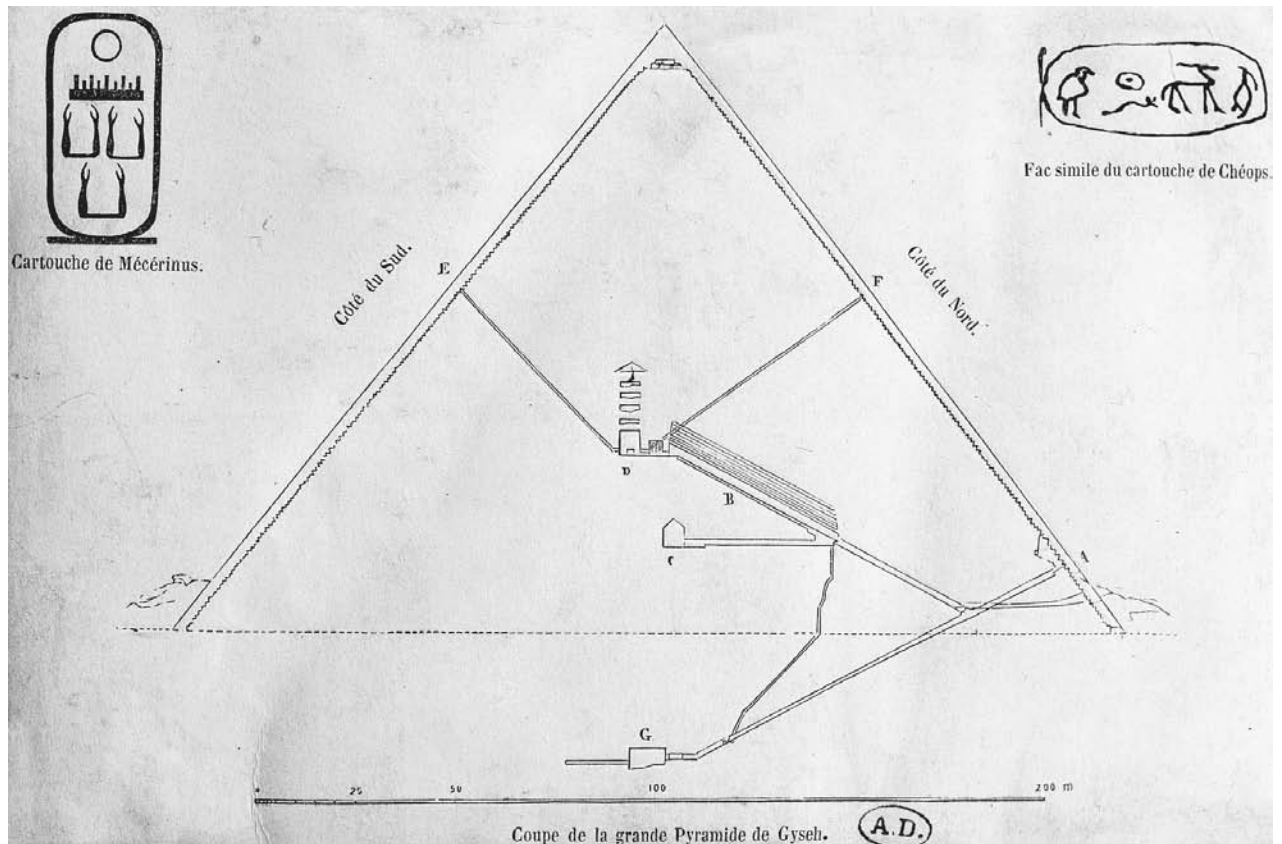 Cartouche de Mécérinus.
Fac simile du cartouche de Chéops.
Côté du Sud.
E
F
Côté du Nord.
D
B
C
A
G
25
50
100
200 m
Coupe de la grande Pyramide de Gyseh.
A.D.